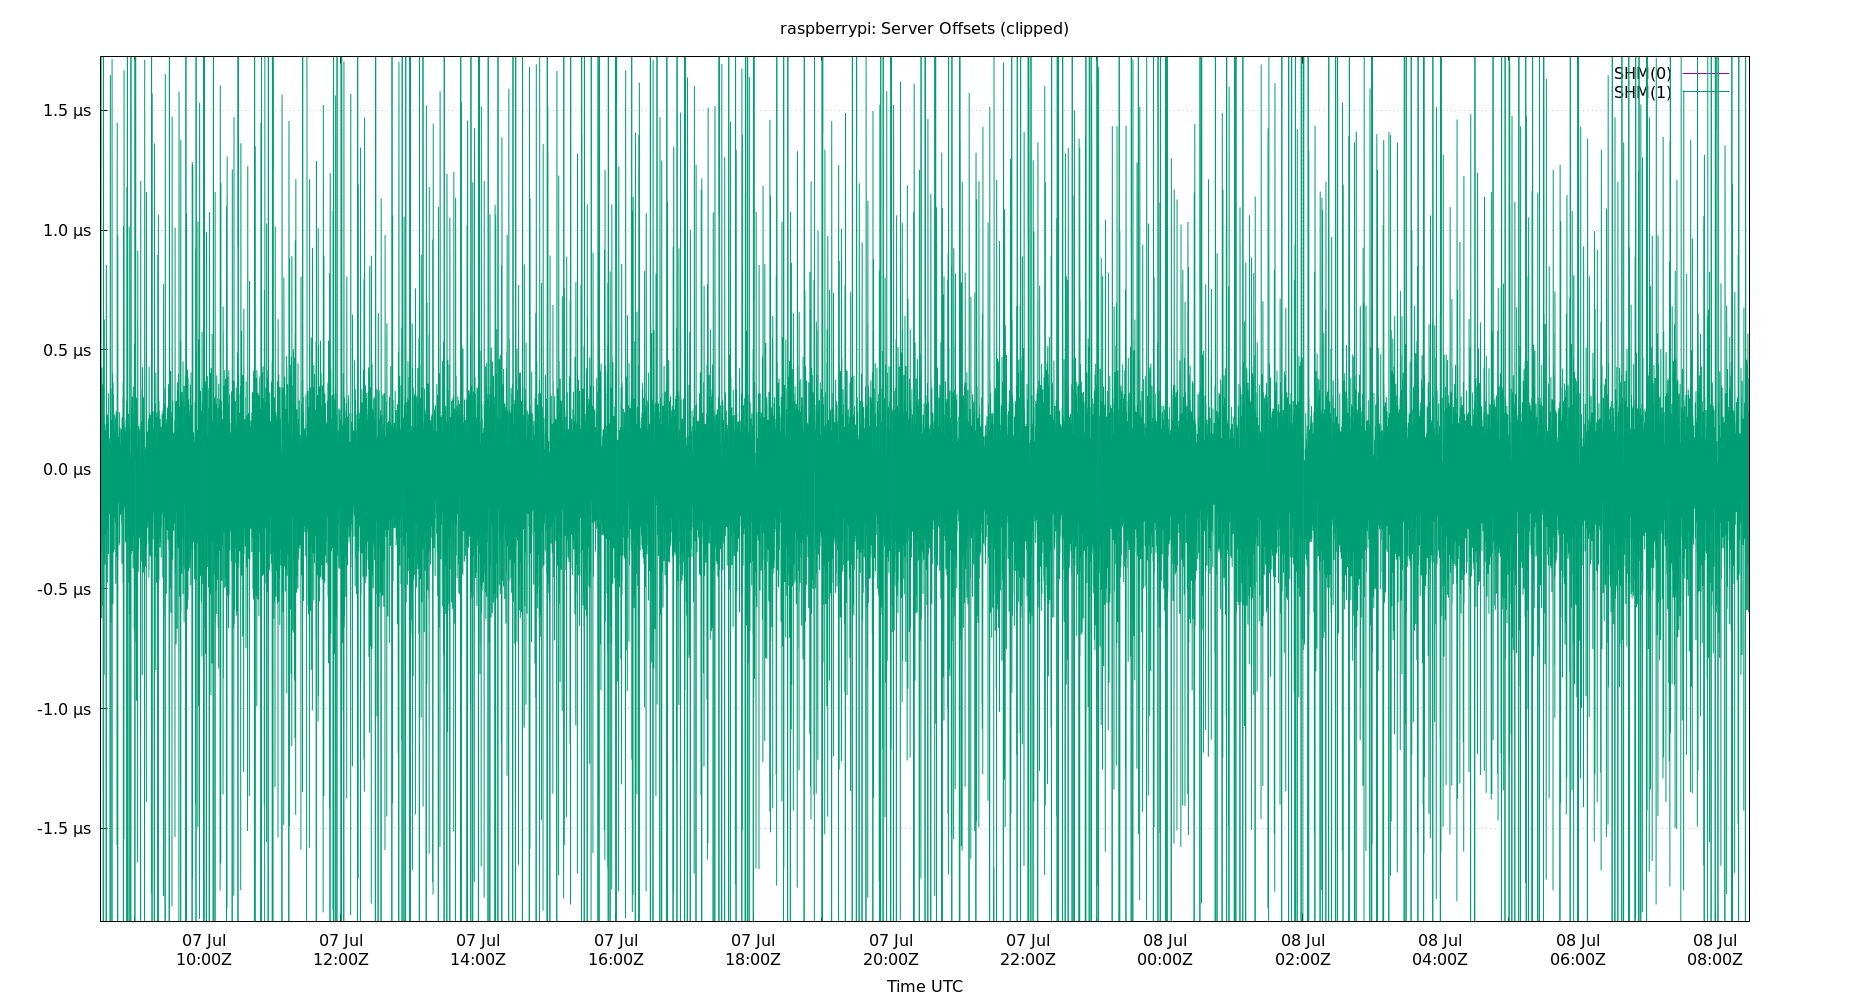 raspberrypi: Server Offsets (clipped)
SHM(0)
SHM(1)
1.5 µs
1.0 µs
0.5 µs
0.0 µs
-0.5 µs
-1.0 µs
-1.5 µs
07 Jul 07 Jul 07 Jul 07 Jul 07 Jul 07 Jul 07 Jul 08 Jul 08 Jul 08 Jul 08 Jul 08 Jul
10:00Z 12:00Z 14:00Z 16:00Z 18:00Z 20:00Z 22:00Z 00:00Z 02:00Z 04:00Z 06:00Z 08:00Z
Time UTC